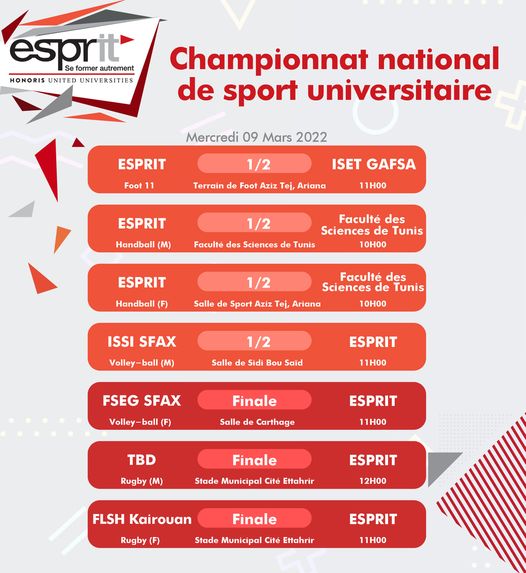 esprit
Se former autrement
HONORIS UNITED UNIVERSITIES
Championnat national
de sport universitaire
Mercredi 09 Mars 2022
ESPRIT 1/2 ISET GAFSA
Foot 11 Terrain de Foot Aziz Tej, Ariana 11H00
ESPRIT 1/2 Faculté des
Sciences de Tunis
Handball (M) Faculté des Sciences de Tunis 10H00
ESPRIT 1/2 Faculté des
Sciences de Tunis
Handball (F) Salle de Sport Aziz Tej, Ariana 10H00
ISSI SFAX 1/2 ESPRIT
Volley-ball (M) Salle de Sidi Bou Saïd 11H00
FSEG SFAX Finale ESPRIT
Volley-ball (F) Salle de Carthage 11H00
TBD Finale ESPRIT
Rugby (M) Stade Municipal Cité Ettahrir 12H00
FLSH Kairouan Finale ESPRIT
Rugby (F) Stade Municipal Cité Ettahrir 11H00